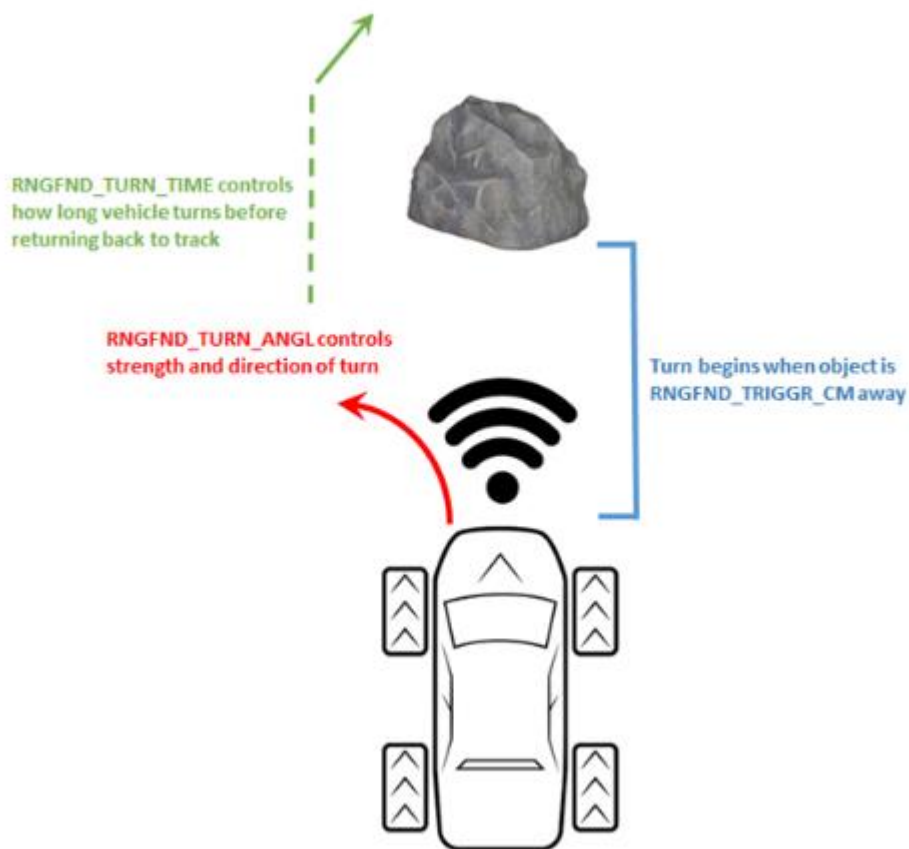 RNGFND_TURN_TIME controls
how long vehicle turns before
returning back to track
RNGFND_TURN_ANGL controls
strength and direction of turn
Turn begins when object is
RNGFND_TRIGGR_CM away